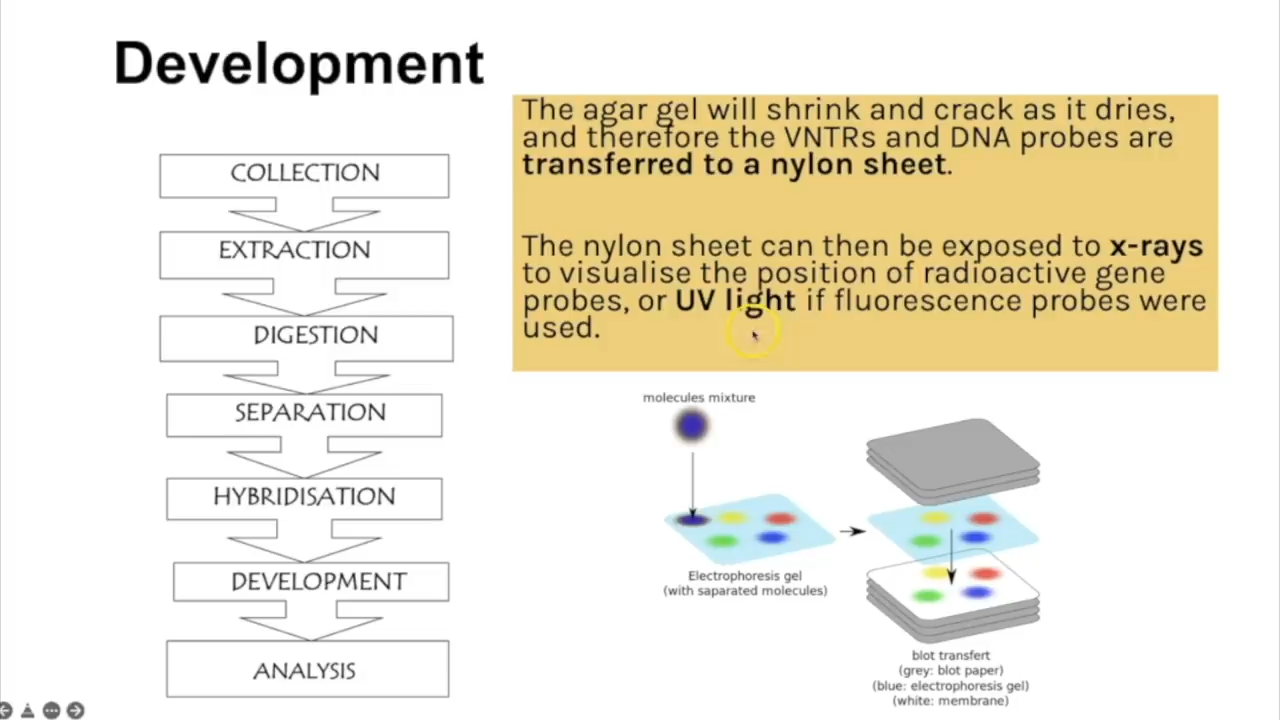 Development
COLLECTION
EXTRACTION
DIGESTION
SEPARATION
HYBRIDISATION
DEVELOPMENT
ANALYSIS
The agar gel will shrink and crack as it dries,
and therefore the VNTRs and DNA probes are
transferred to a nylon sheet.
The nylon sheet can then be exposed to x-rays
to visualise the position of radioactive gene
probes, or UV light if fluorescence probes were
used.
molecules mixture
Electrophoresis gel
(with saparated molecules)
blot transfert
(grey: blot paper)
(blue: electrophoresis gel)
(white: membrane)